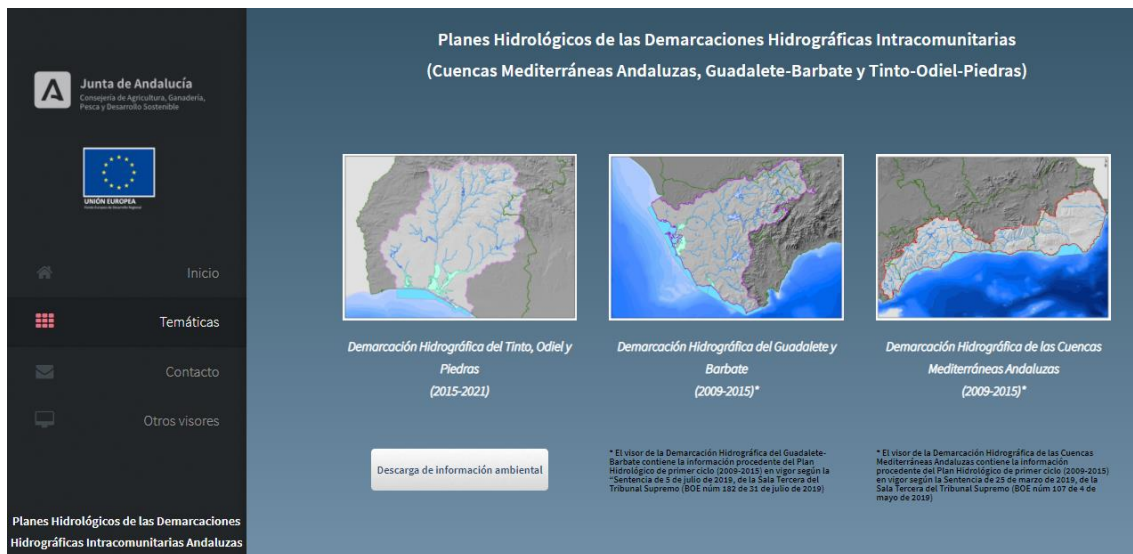 Junta de Andalucía
Consejería de Agricultura, Ganadería,
Pesca y Desarrollo Sostenible
UNIÓN EUROPEA
Fondo Europeo de Desarrollo Regional
Inicio
Temáticas
Contacto
Otros visores
Planes Hidrológicos de las Demarcaciones
Hidrográficas Intracomunitarias Andaluzas
Planes Hidrológicos de las Demarcaciones Hidrográficas Intracomunitarias
(Cuencas Mediterráneas Andaluzas, Guadalete-Barbate y Tinto-Odiel-Piedras)
Demarcación Hidrográfica del Tinto, Odiel y
Piedras
(2015-2021)
Descarga de información ambiental
Demarcación Hidrográfica del Guadalete y
Barbate
(2009-2015)*
* El visor de la Demarcación Hidrográfica del Guadalete-
Barbate contiene la información procedente del Plan
Hidrológico de primer ciclo (2009-2015) en vigor según la
"Sentencia de 5 de julio de 2019, de la Sala Tercera del
Tribunal Supremo (BOE núm 182 de 31 de julio de 2019)
Demarcación Hidrográfica de las Cuencas
Mediterráneas Andaluzas
(2009-2015)*
* El visor de la Demarcación Hidrográfica de las Cuencas
Mediterráneas Andaluzas contiene la información
procedente del Plan Hidrológico de primer ciclo (2009-2015)
en vigor según la Sentencia de 25 de marzo de 2019, de la
Sala Tercera del Tribunal Supremo (BOE núm 107 de 4 de
mayo de 2019)